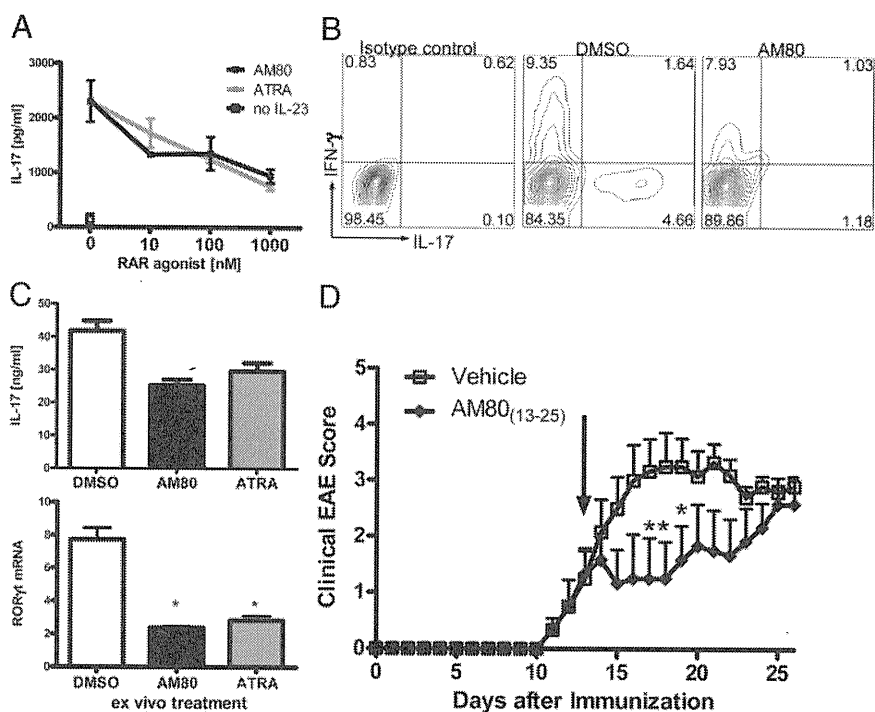 A
3000
2000
1000
0
IL-17 [pg/ml]
AM80
ATRA
no IL-23
0 10 100 1000
RAR agonist [nM]
B
Isotype control DMSO AM80
0.83 0.62 9.35 1.64 7.93 1.03
98.45 0.10 84.35 4.66 89.86 1.18
IFN-γ
IL-17
C
50
40
30
20
10
0
IL-17 [ng/ml]
DMSO AM80 ATRA
10
8
6
4
2
0
RORγt mRNA
* *
DMSO AM80 ATRA
ex vivo treatment
D
5
4
3
2
1
0
Clinical EAE Score
Vehicle
AM80(13-25)
** *
0 5 10 15 20 25
Days after Immunization